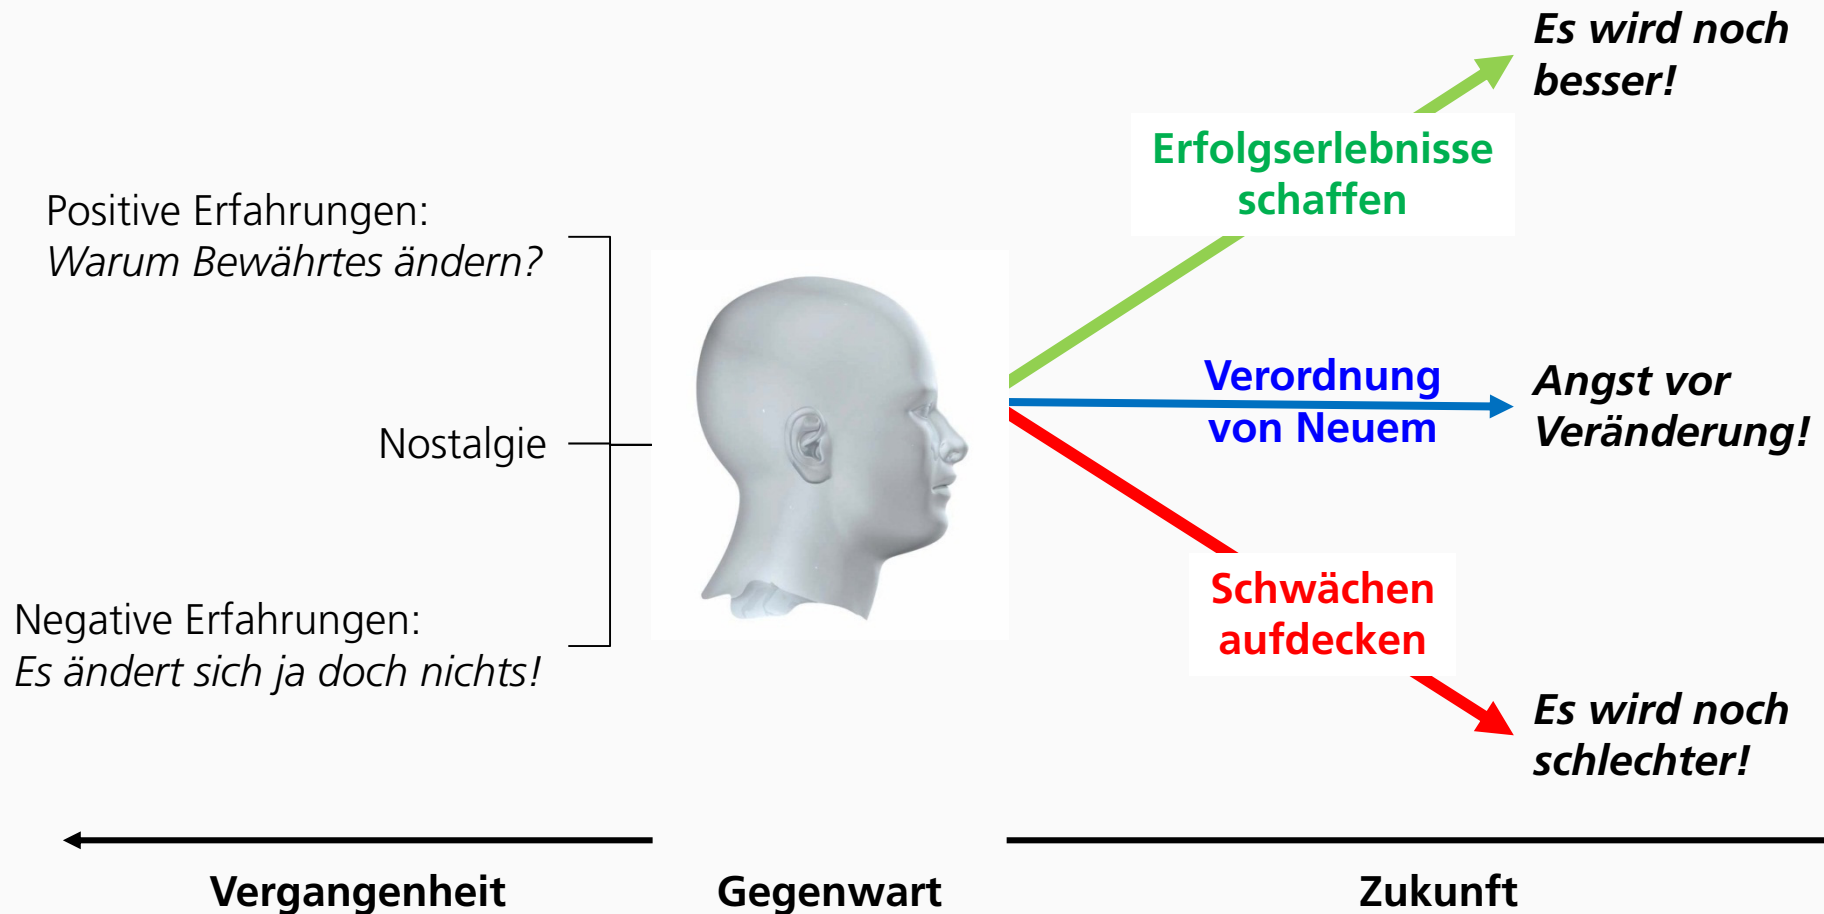 Es wird noch
besser!
Erfolgserlebnisse
schaffen
Positive Erfahrungen:
Warum Bewährtes ändern?
Verordnung
von Neuem
Angst vor
Veränderung!
Nostalgie
Schwächen
aufdecken
Negative Erfahrungen:
Es ändert sich ja doch nichts!
Es wird noch
schlechter!
Vergangenheit
Gegenwart
Zukunft